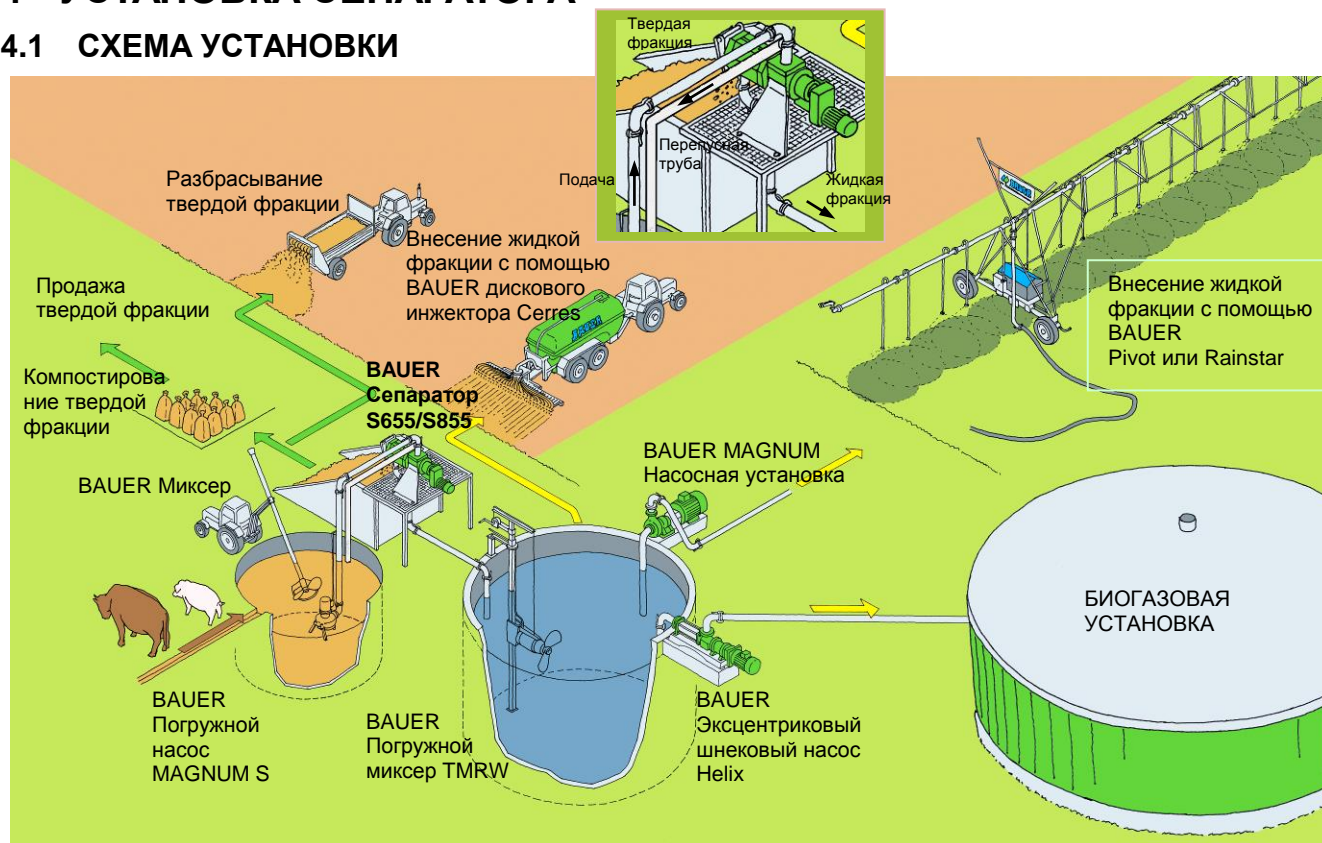 УСТАНОВКА СЕПАРАТОРА
4.1 СХЕМА УСТАНОВКИ
Твердая
фракция
Перепускная
труба
Подача
Жидкая
фракция
Разбрасывание
твердой фракции
Внесение жидкой
фракции с помощью
BAUER дискового
инжектора Cerres
Продажа
твердой фракции
Внесение жидкой
фракции с помощью
BAUER
Pivot или Rainstar
Компостирова
ние твердой
фракции
BAUER
Сепаратор
S655/S855
BAUER MAGNUM
Насосная установка
BAUER Миксер
БИОГАЗОВАЯ
УСТАНОВКА
BAUER
Погружной
насос
MAGNUM S
BAUER
Погружной
миксер TMRW
BAUER
Эксцентриковый
шнековый насос
Helix